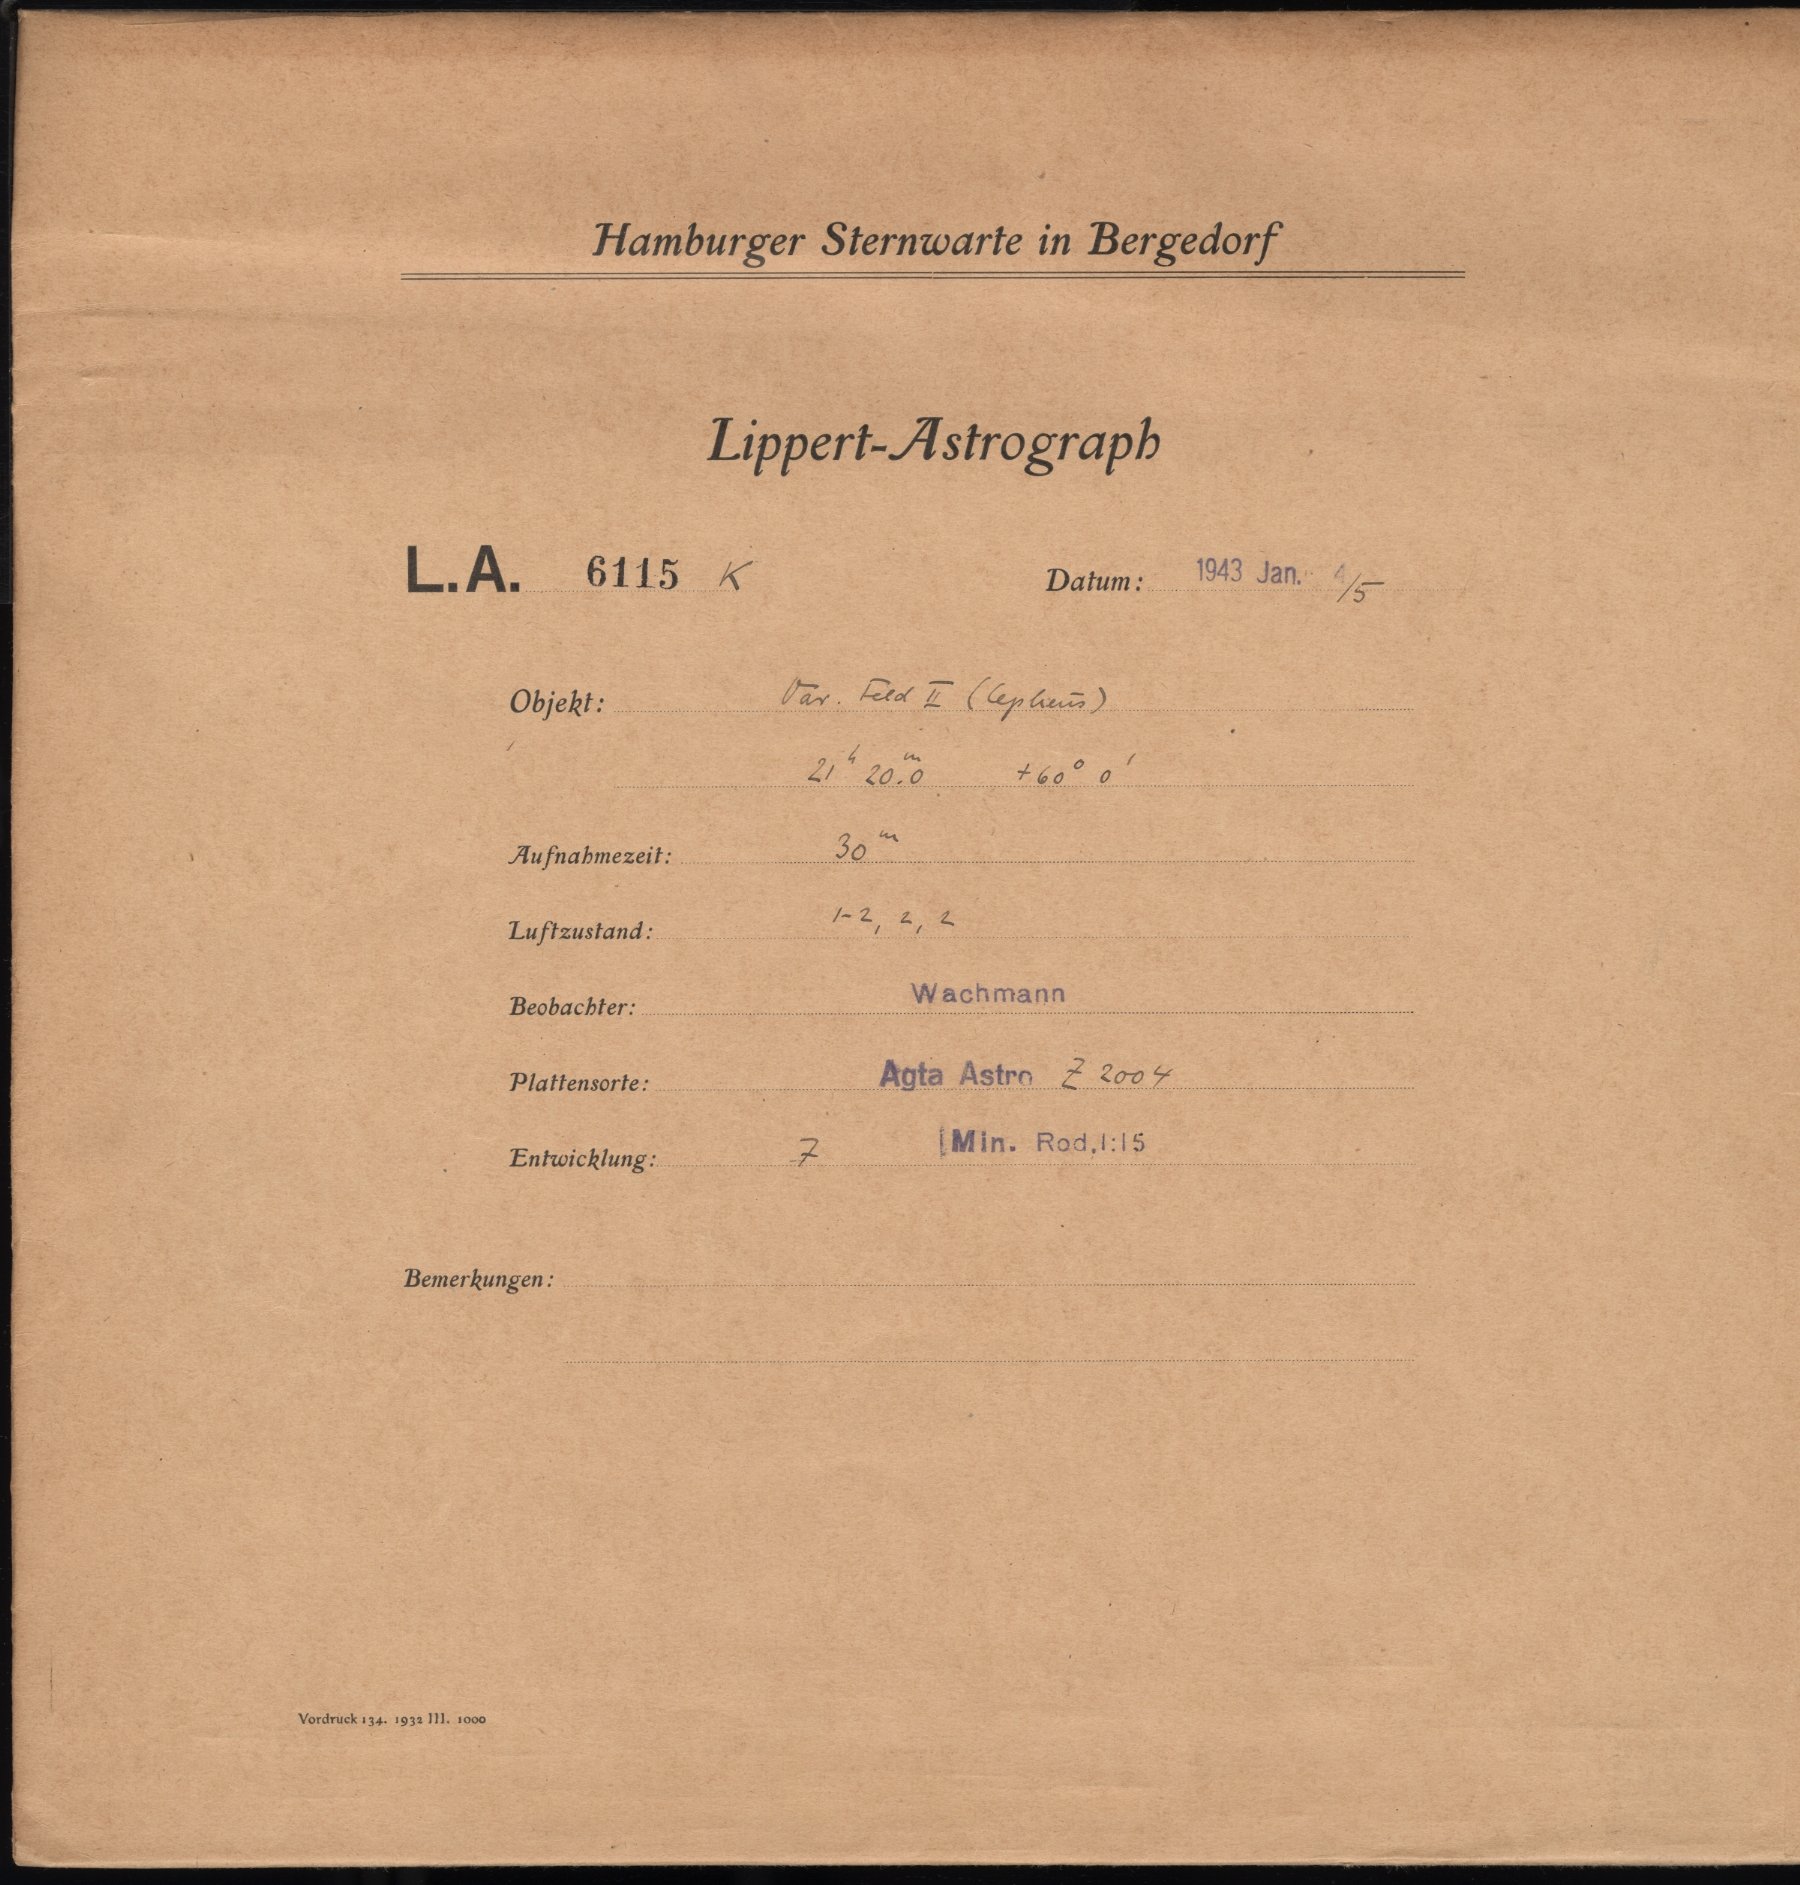 Hamburger Sternwarte in Bergedorf
Lippert-Astrograph
L.A. 6115 K Datum: 1943 Jan. 4/5
Objekt: Var. Feld II (Cepheus)
21h 20m.0 +60° 0'
Aufnahmezeit: 30m
Luftzustand: 1-2, 2, 2
Beobachter: Wachmann
Plattensorte: Agfa Astro Z 2004
Entwicklung: 7 Min. Rod. 1:15
Bemerkungen:
Vordruck 134. 1932 III. 1000